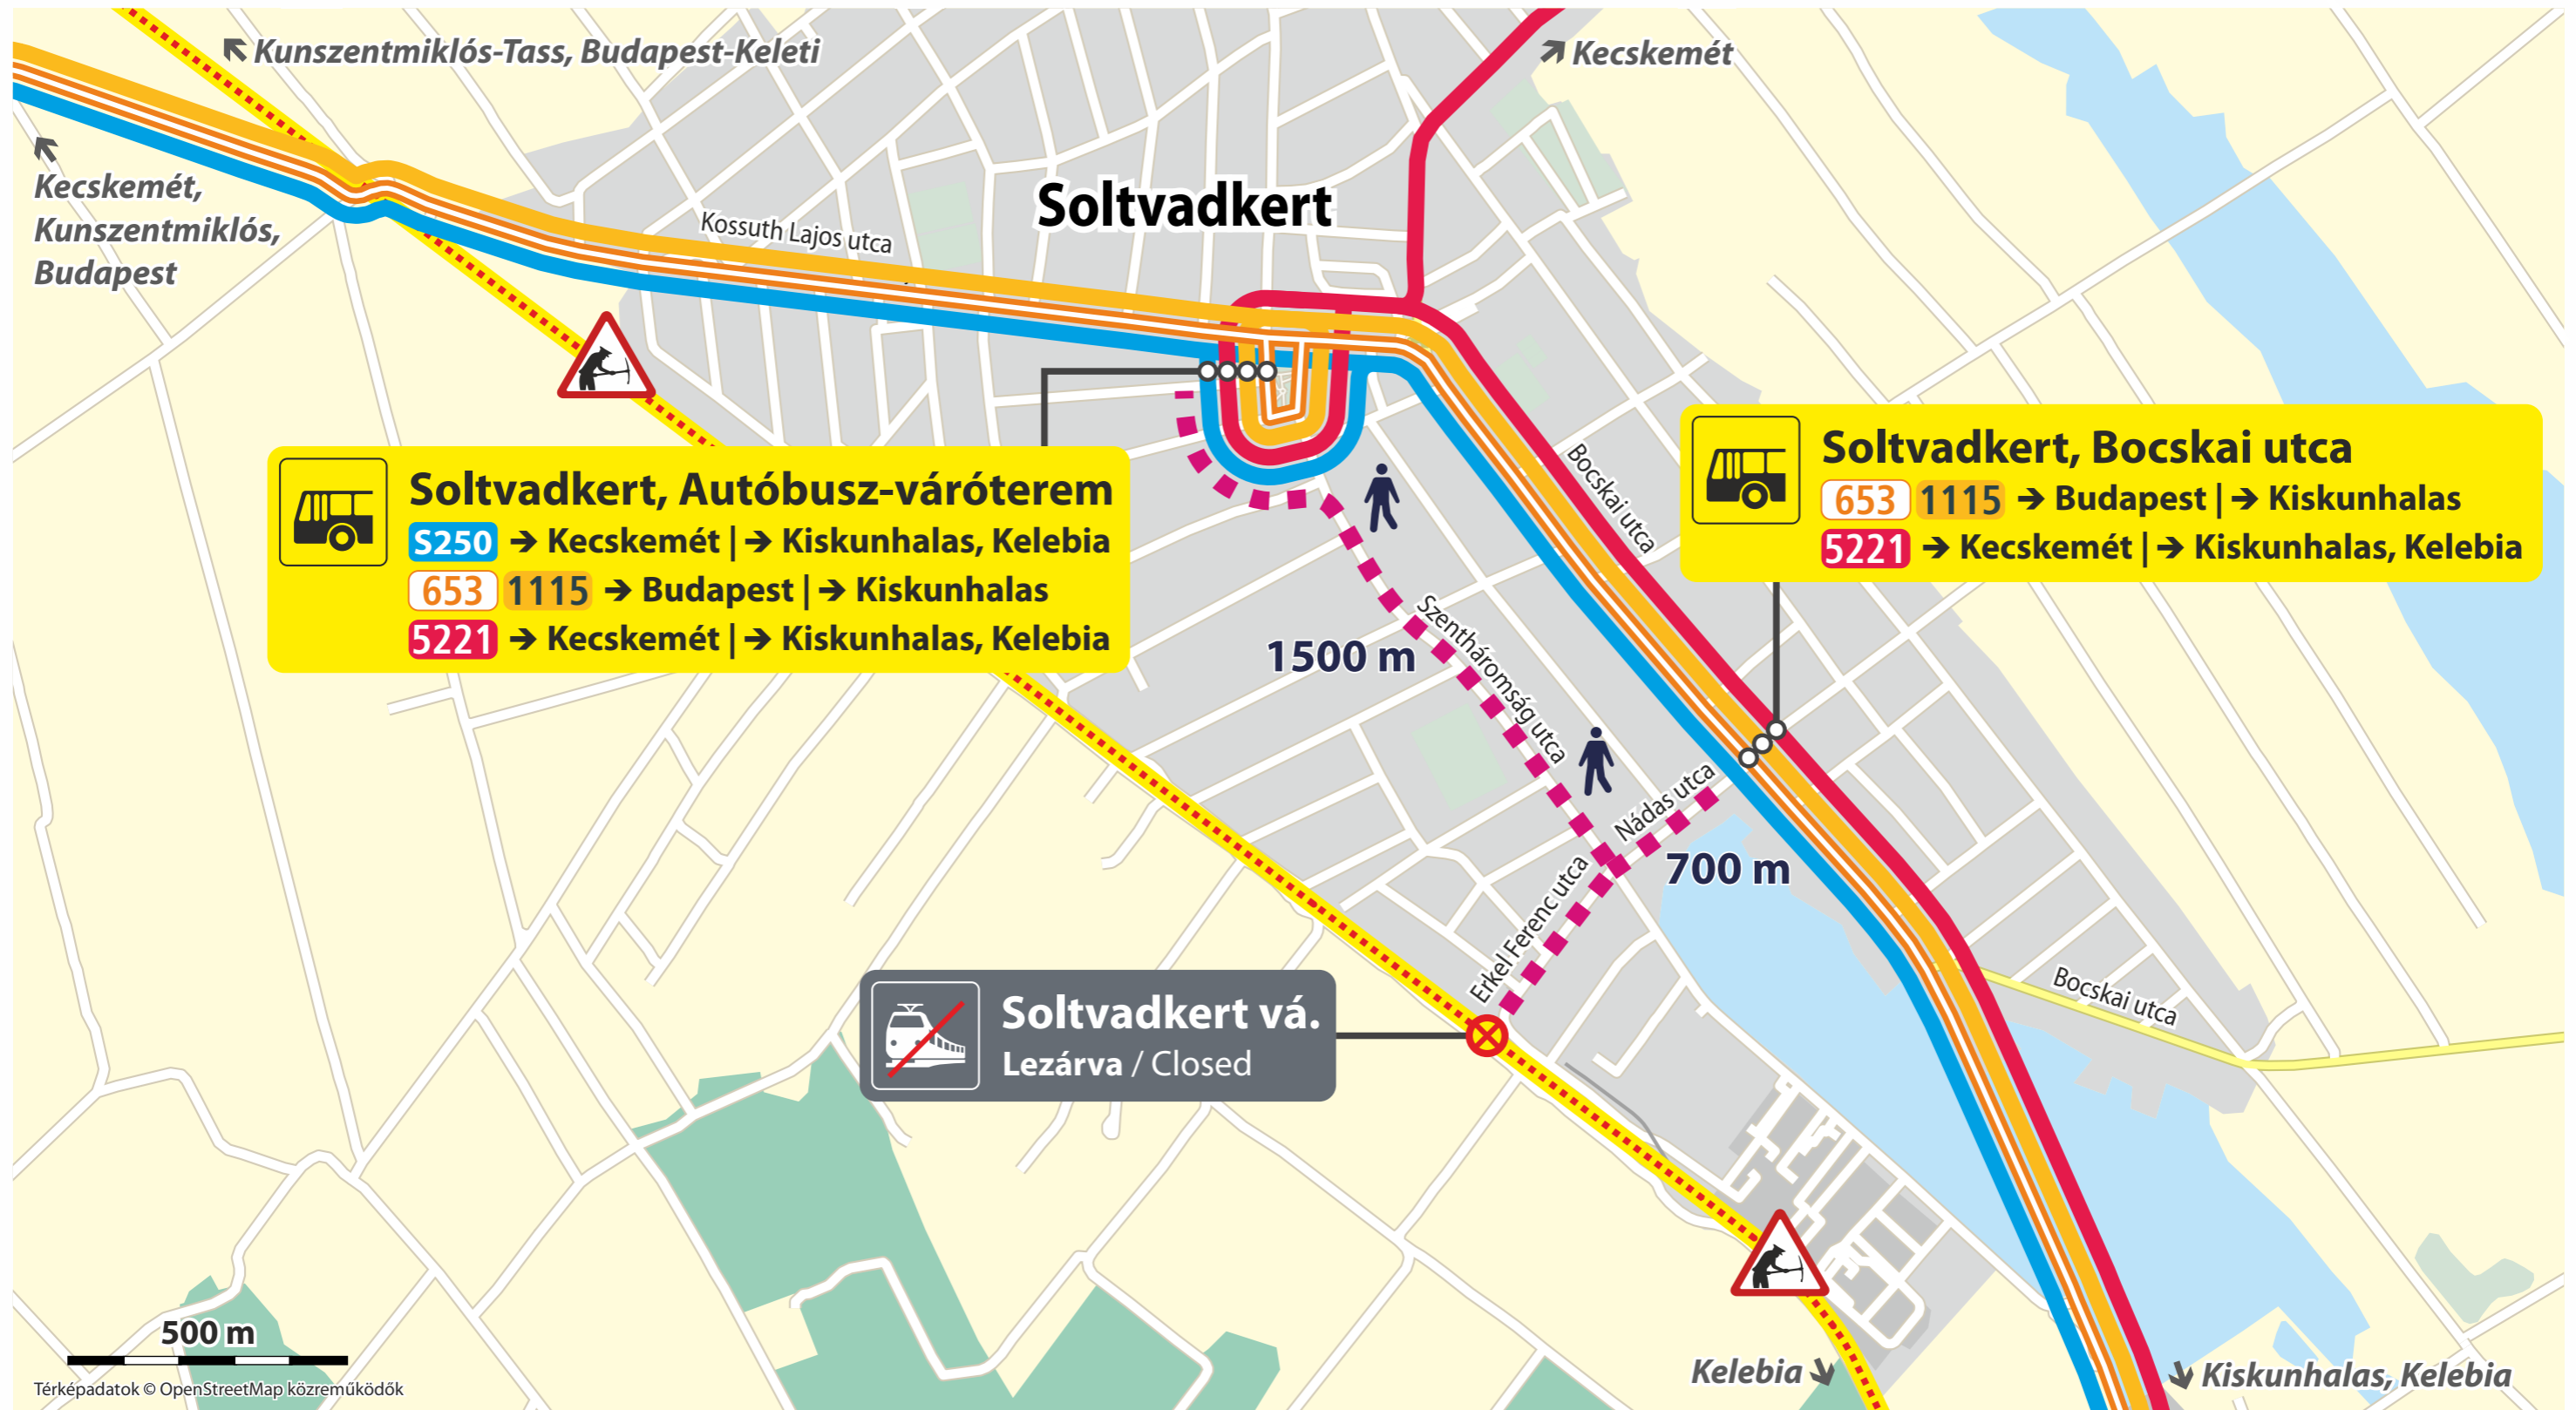 Kunszentmiklós-Tass, Budapest-Keleti
Kecskemét
Kecskemét,
Kunszentmiklós,
Budapest
Soltvadkert
Kossuth Lajos utca
Soltvadkert, Autóbusz-váróterem
S250 → Kecskemét | → Kiskunhalas, Kelebia
653 1115 → Budapest | → Kiskunhalas
5221 → Kecskemét | → Kiskunhalas, Kelebia
Soltvadkert, Bocskai utca
653 1115 → Budapest | → Kiskunhalas
5221 → Kecskemét | → Kiskunhalas, Kelebia
Bocskai utca
1500 m
Szentháromság utca
Nádas utca
700 m
Erkel Ferenc utca
Bocskai utca
Soltvadkert vá.
Lezárva / Closed
500 m
Térképadatok © OpenStreetMap közreműködők
Kelebia
Kiskunhalas, Kelebia